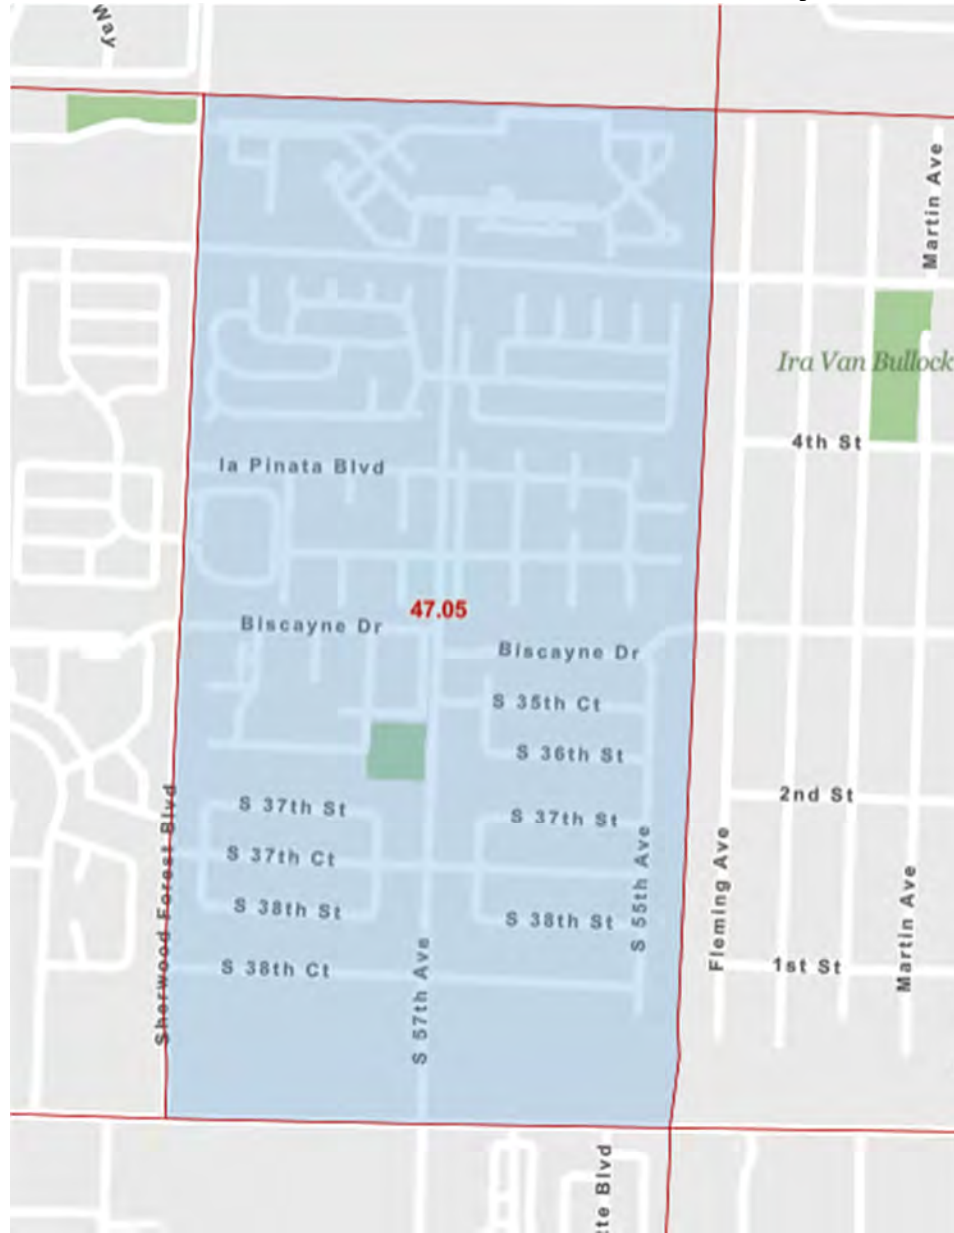 Way
Martin Ave
Ira Van Bullock
4th St
la Pinata Blvd
47.05
Biscayne Dr
Biscayne Dr
S 35th Ct
S 36th St
2nd St
S 37th St
S 37th St
S 37th Ct
S 38th St
S 38th St
S 38th Ct
1st St
Sherwood Forest Blvd
S 57th Ave
S 55th Ave
Fleming Ave
Martin Ave
tte Blvd